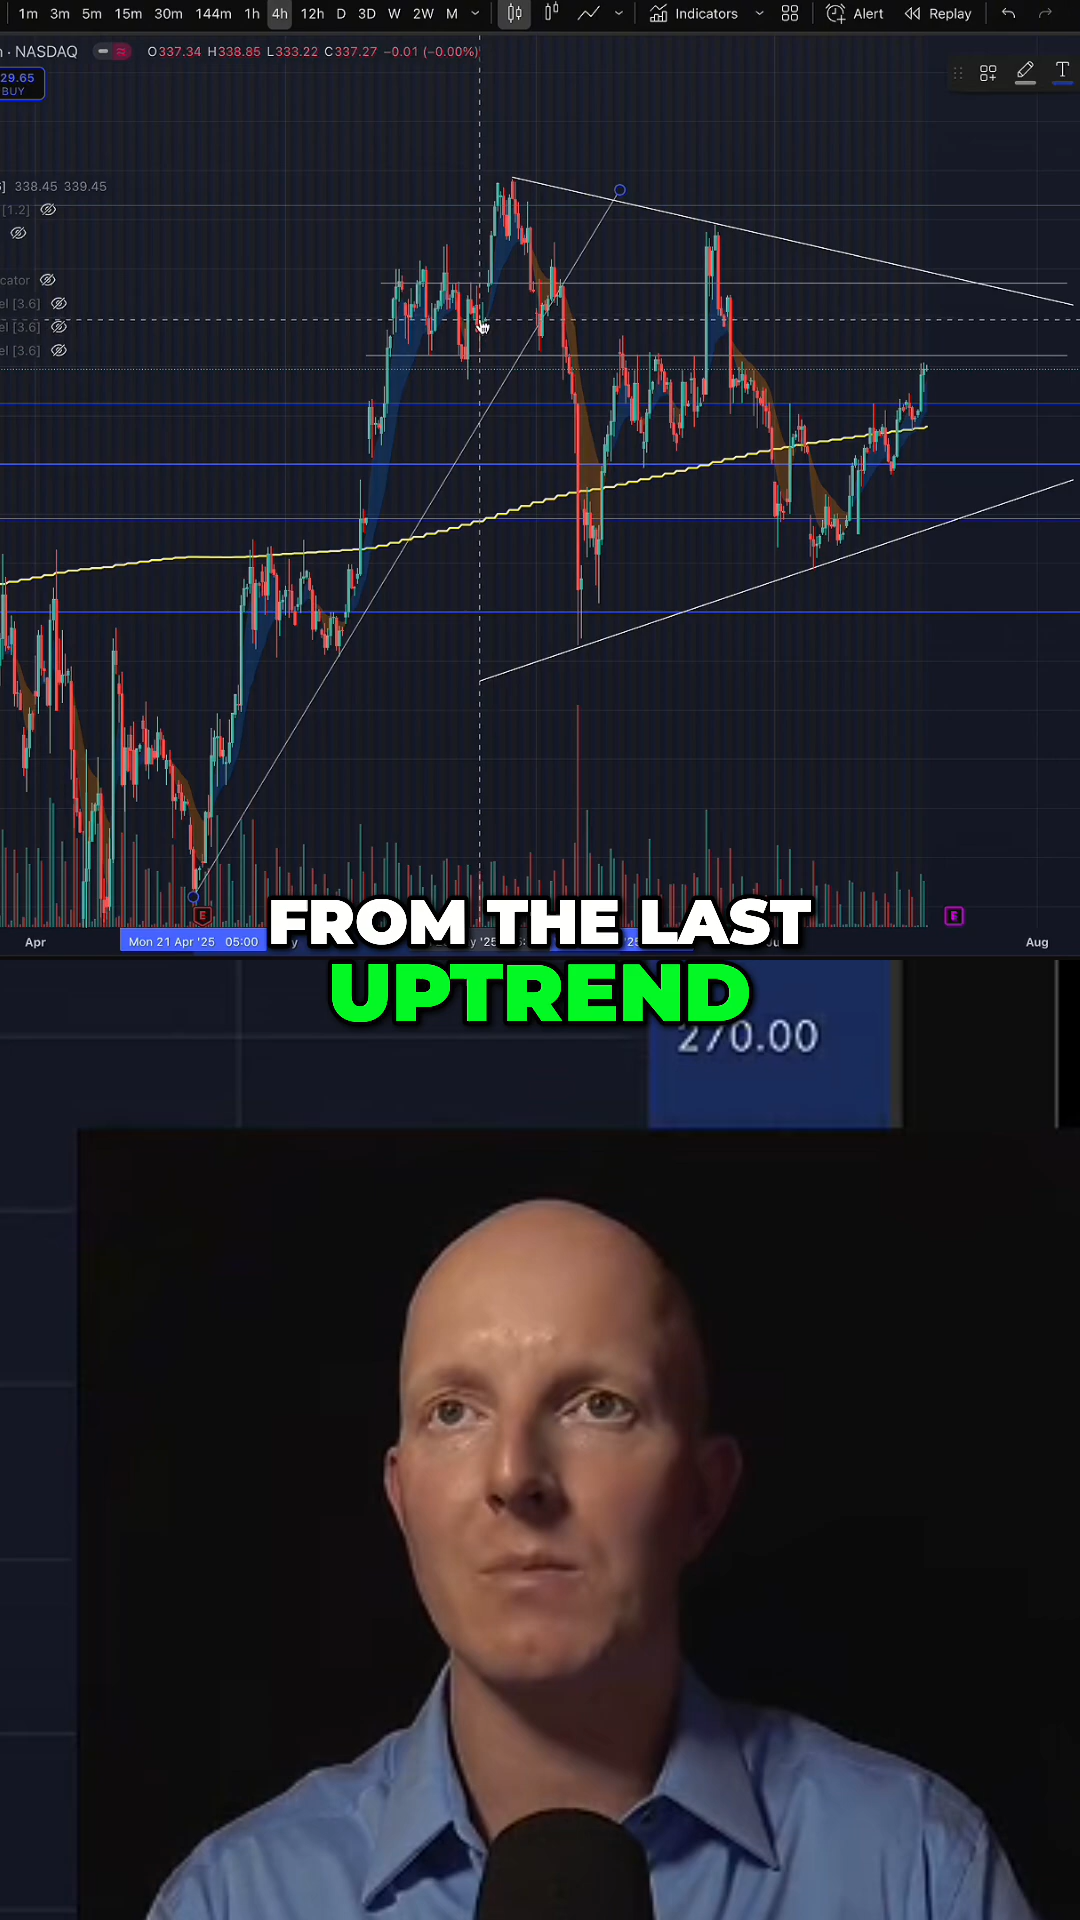 1m 3m 5m 15m 30m 144m 1h 4h 12h D 3D W 2W M Indicators Alert Replay
· NASDAQ O337.34 H338.85 L333.22 C337.27 −0.01 (−0.00%)
29.65
BUY
T
338.45 339.45
[1.2]
cator
el [3.6]
el [3.6]
el [3.6]
E
E
Apr Mon 21 Apr '25 05:00 Aug
FROM THE LAST
UPTREND
270.00